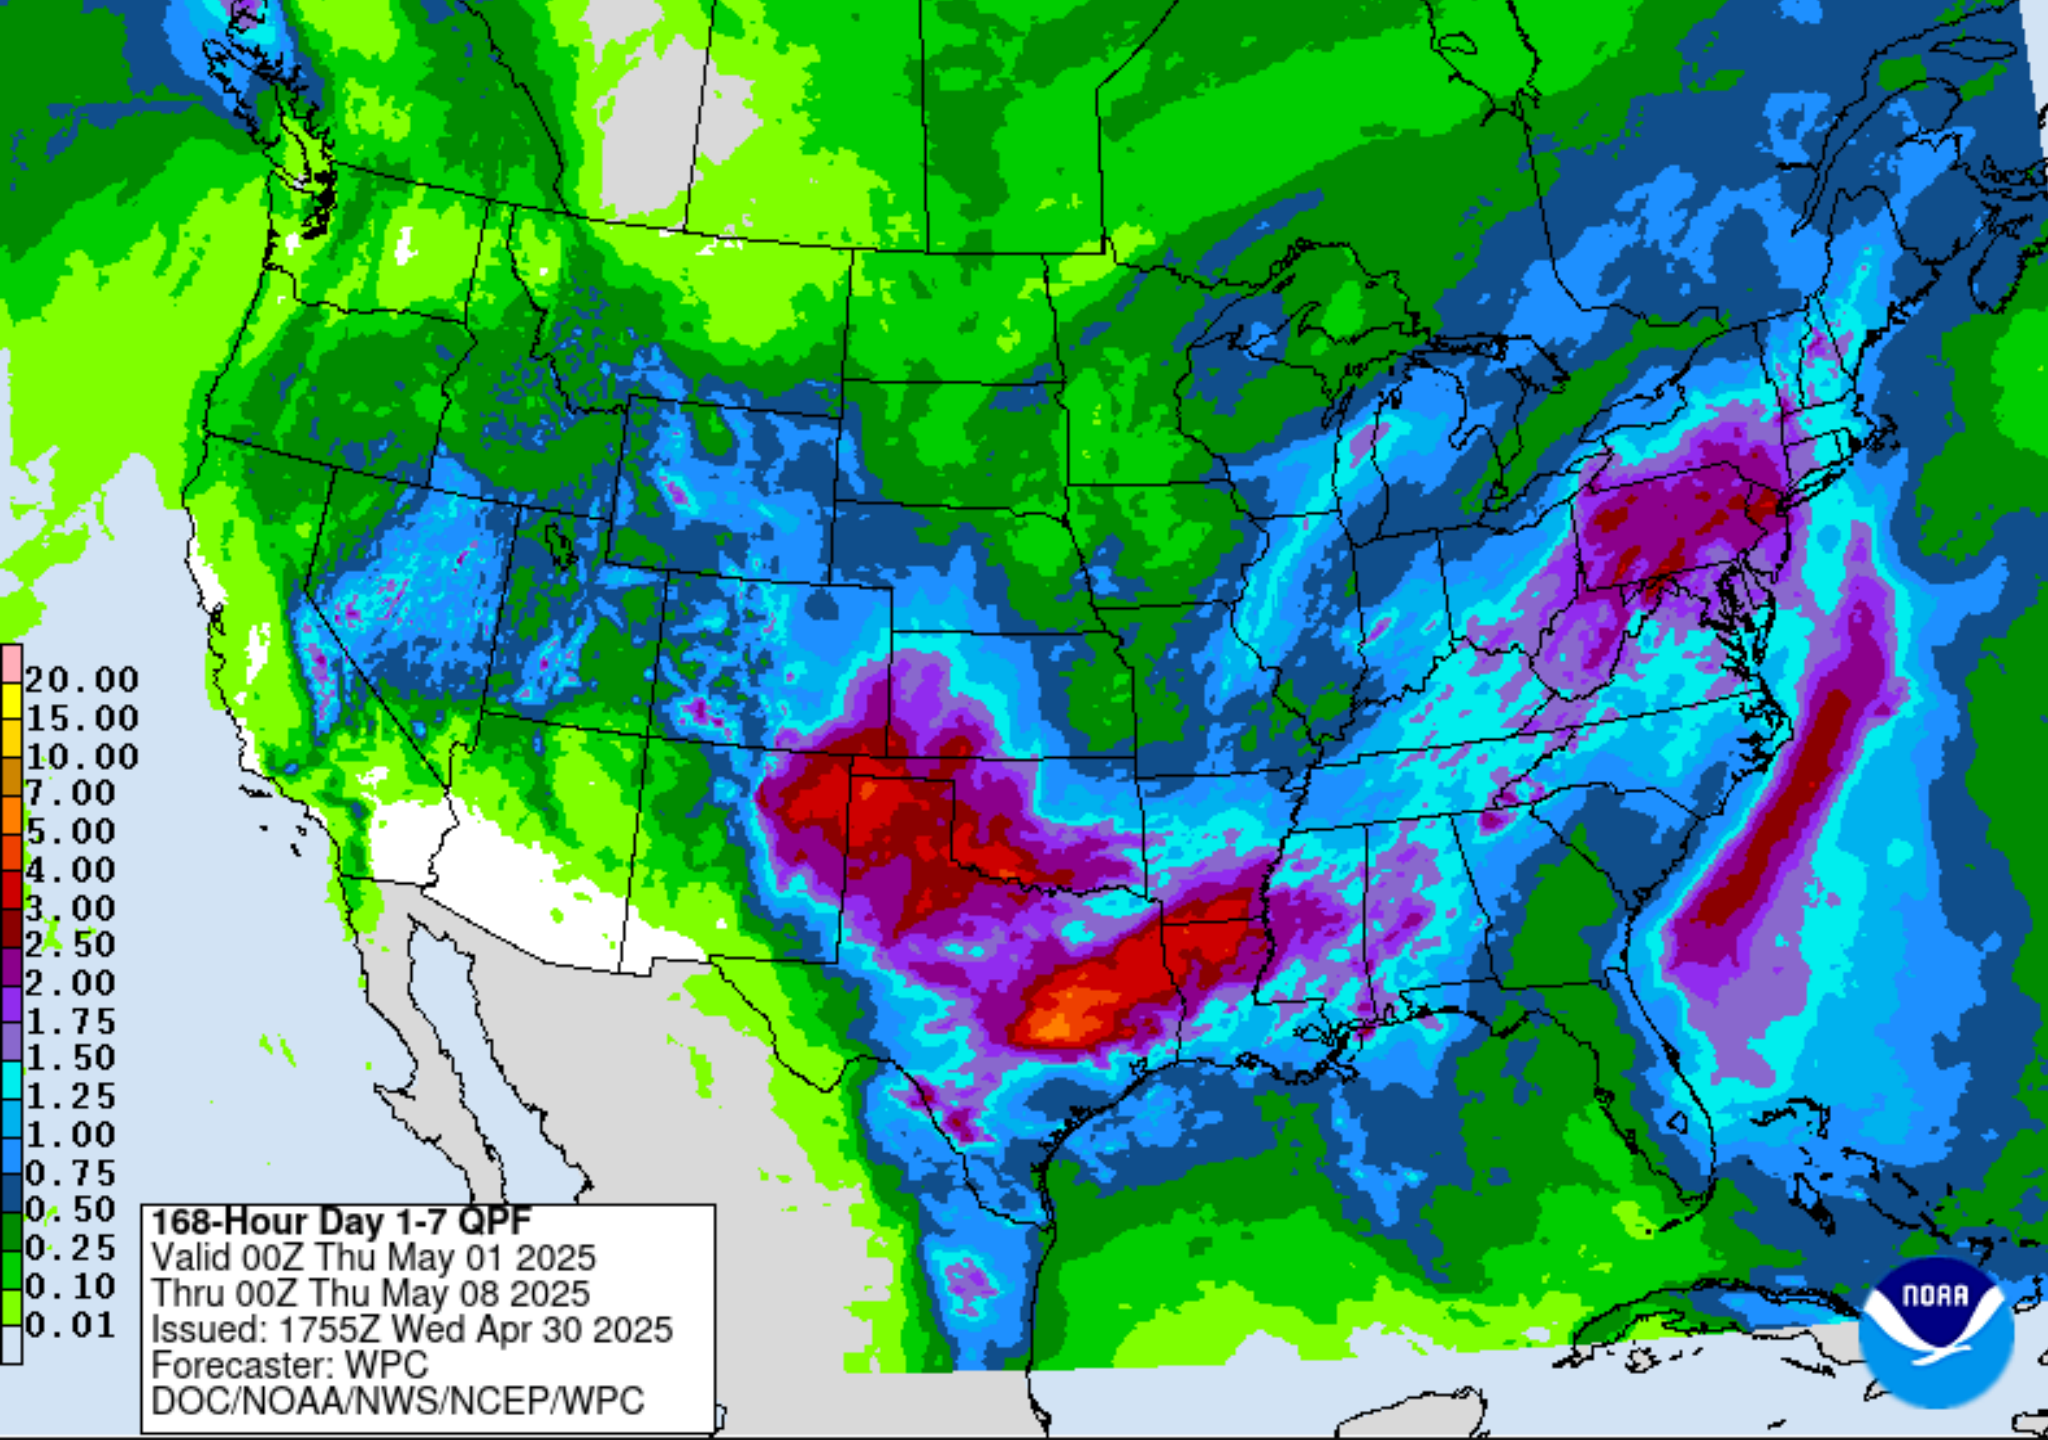 20.00
15.00
10.00
7.00
5.00
4.00
3.00
2.50
2.00
1.75
1.50
1.25
1.00
0.75
0.50
0.25
0.10
0.01
168-Hour Day 1-7 QPF
Valid 00Z Thu May 01 2025
Thru 00Z Thu May 08 2025
Issued: 1755Z Wed Apr 30 2025
Forecaster: WPC
DOC/NOAA/NWS/NCEP/WPC
NOAA